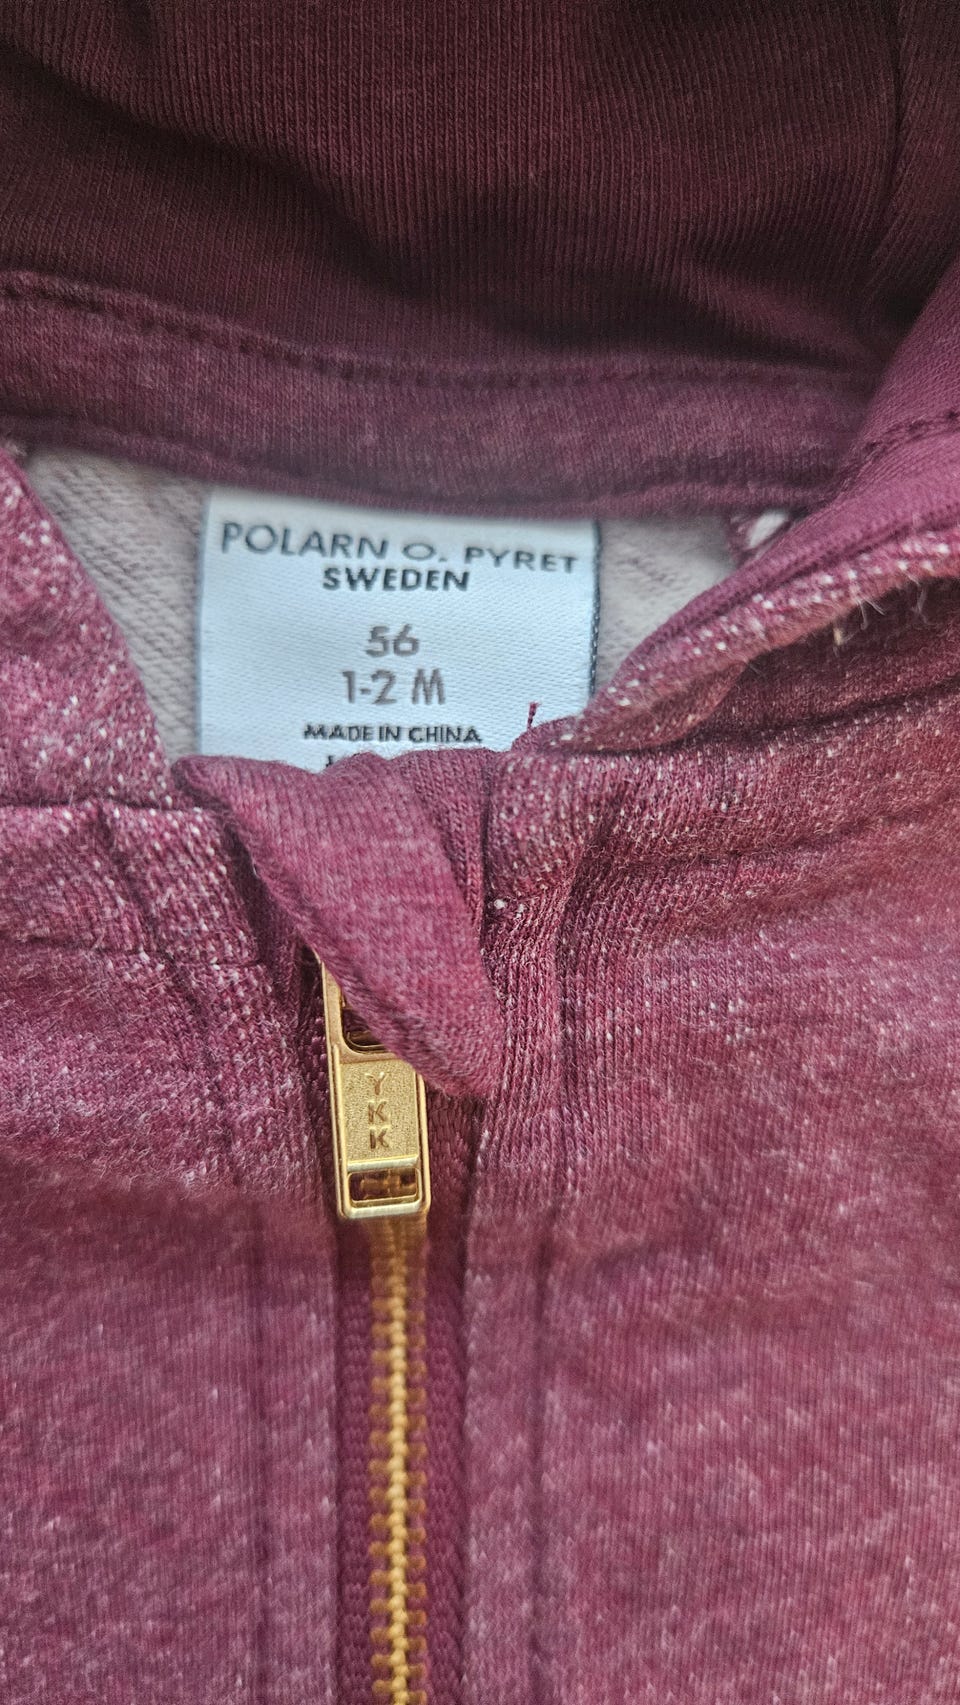 POLARN O. PYRET
SWEDEN
56
1-2 M
MADE IN CHINA
YKK